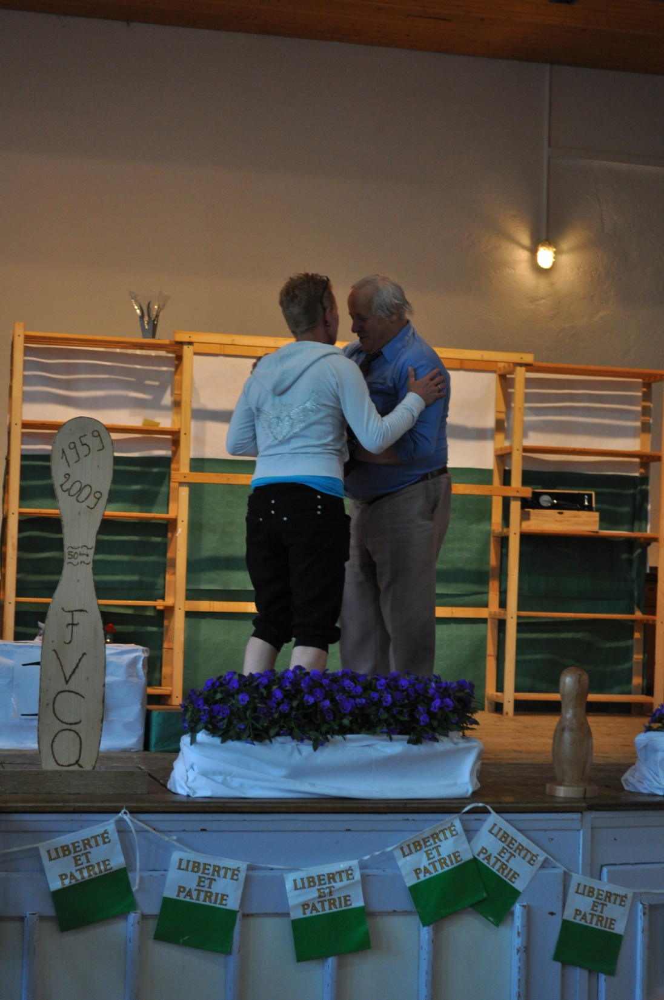 1959
2009
50ème
FVCQ
LIBERTÉ
ET
PATRIE
LIBERTÉ
ET
PATRIE
LIBERTÉ
ET
PATRIE
LIBERTÉ
ET
PATRIE
LIBERTÉ
ET
PATRIE
LIBERTÉ
ET
PATRIE